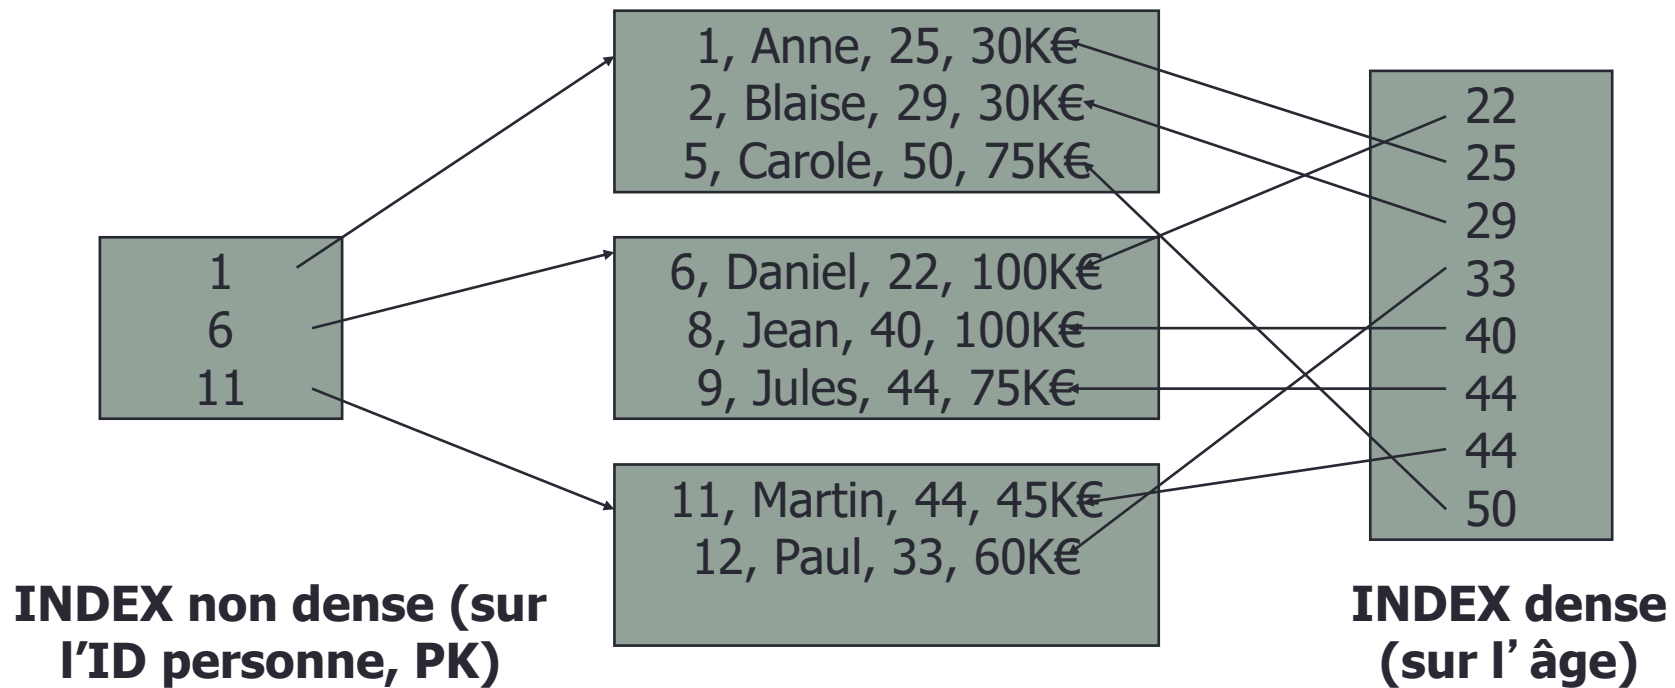 1
6
11
INDEX non dense (sur
l’ID personne, PK)
1, Anne, 25, 30K€
2, Blaise, 29, 30K€
5, Carole, 50, 75K€
6, Daniel, 22, 100K€
8, Jean, 40, 100K€
9, Jules, 44, 75K€
11, Martin, 44, 45K€
12, Paul, 33, 60K€
22
25
29
33
40
44
44
50
INDEX dense
(sur l’ âge)